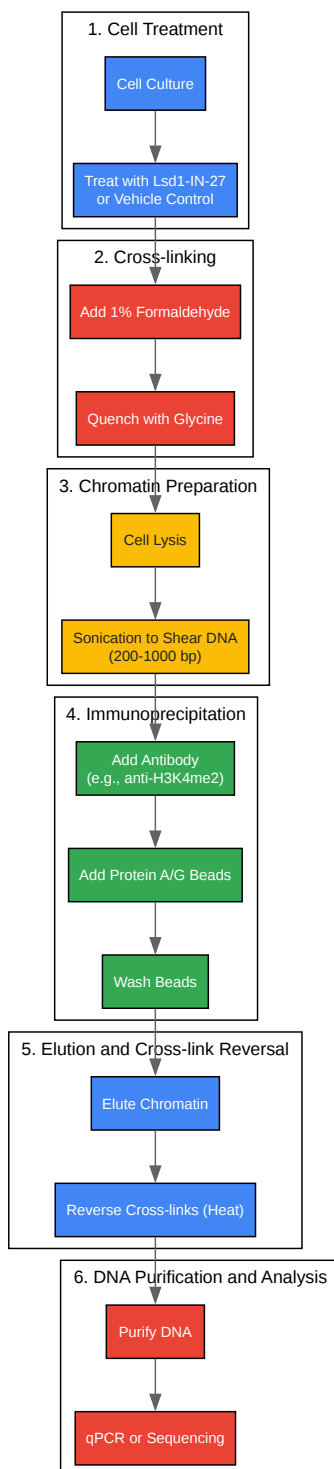 1. Cell Treatment
Cell Culture
Treat with Lsd1-IN-27
or Vehicle Control
2. Cross-linking
Add 1% Formaldehyde
Quench with Glycine
3. Chromatin Preparation
Cell Lysis
Sonication to Shear DNA
(200-1000 bp)
4. Immunoprecipitation
Add Antibody
(e.g., anti-H3K4me2)
Add Protein A/G Beads
Wash Beads
5. Elution and Cross-link Reversal
Elute Chromatin
Reverse Cross-links (Heat)
6. DNA Purification and Analysis
Purify DNA
qPCR or Sequencing